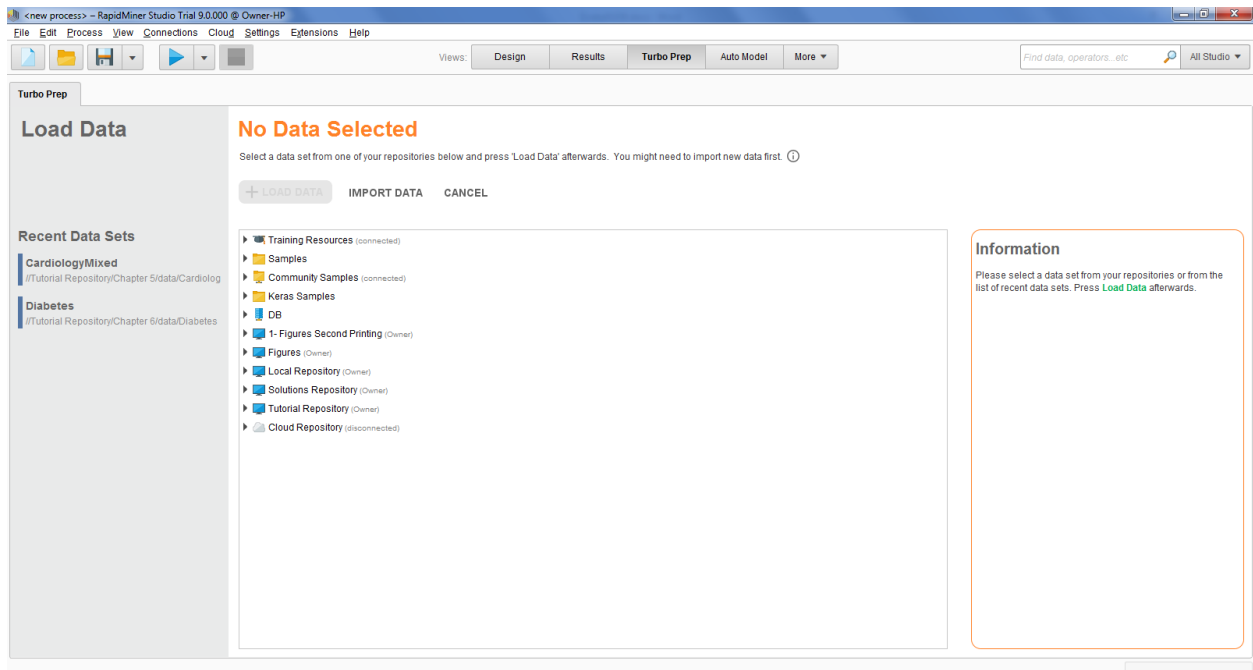 <new process> – RapidMiner Studio Trial 9.0.000 @ Owner-HP
File Edit Process View Connections Cloud Settings Extensions Help
Views: Design Results Turbo Prep Auto Model More Find data, operators...etc All Studio
Turbo Prep
Load Data
No Data Selected
Select a data set from one of your repositories below and press 'Load Data' afterwards. You might need to import new data first.
LOAD DATA IMPORT DATA CANCEL
Recent Data Sets
CardiologyMixed
//Tutorial Repository/Chapter 5/data/Cardiolog
Diabetes
//Tutorial Repository/Chapter 6/data/Diabetes
Training Resources (connected)
Samples
Community Samples (connected)
Keras Samples
DB
1- Figures Second Printing (Owner)
Figures (Owner)
Local Repository (Owner)
Solutions Repository (Owner)
Tutorial Repository (Owner)
Cloud Repository (disconnected)
Information
Please select a data set from your repositories or from the
list of recent data sets. Press Load Data afterwards.